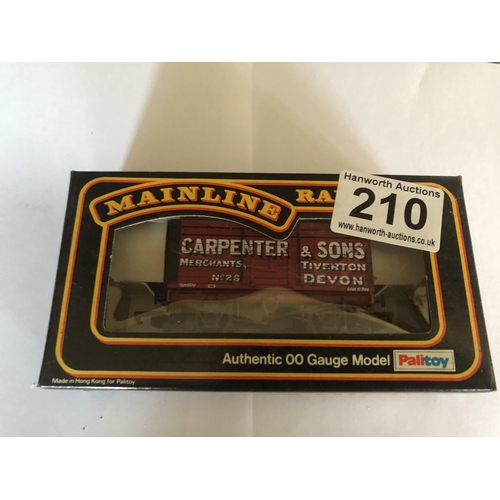 MAINLINE RA
Hanworth Auctions
210
www.hanworth-auctions.co.uk
CARPENTER & SONS
MERCHANTS, TIVERTON
No 28 DEVON
Authentic 00 Gauge Model Palitoy
Made in Hong Kong for Palitoy